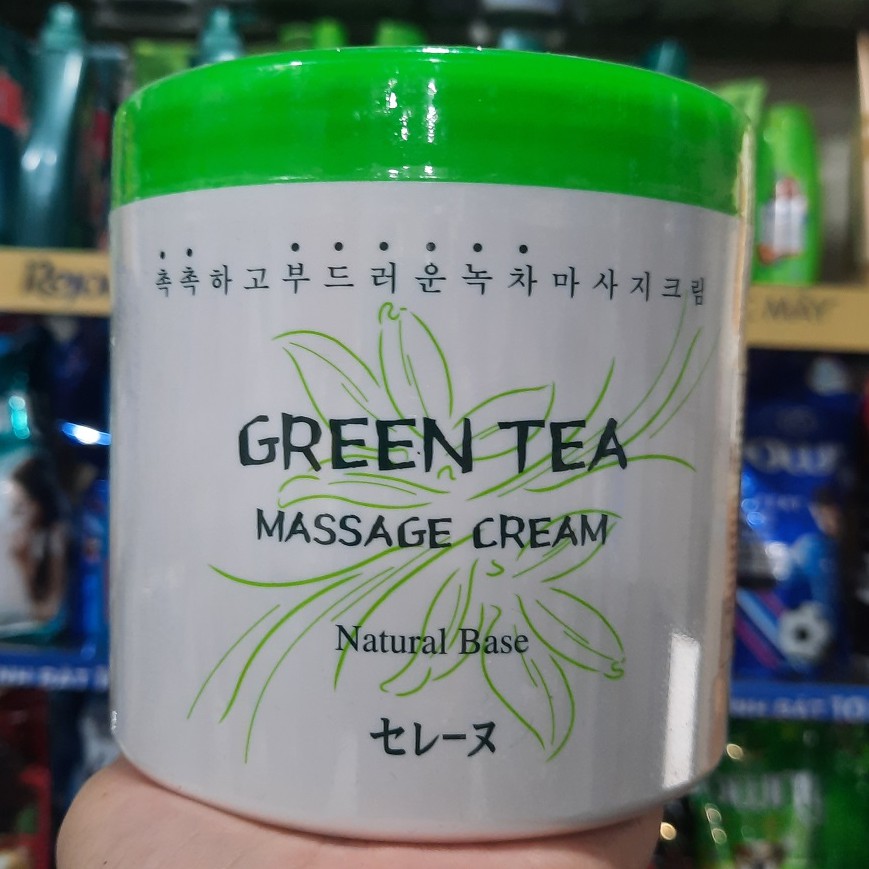 촉촉하고부드러운녹차마사지크림
GREEN TEA
MASSAGE CREAM
Natural Base
セレーヌ
MÂY